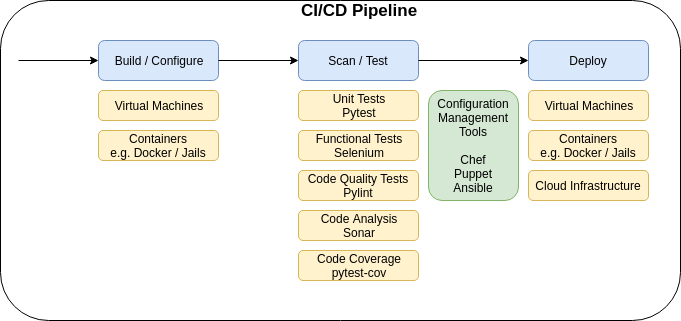 CI/CD Pipeline
Build / Configure
Scan / Test
Deploy
Virtual Machines
Containers
e.g. Docker / Jails
Unit Tests
Pytest
Functional Tests
Selenium
Code Quality Tests
Pylint
Code Analysis
Sonar
Code Coverage
pytest-cov
Configuration
Management
Tools
Chef
Puppet
Ansible
Virtual Machines
Containers
e.g. Docker / Jails
Cloud Infrastructure